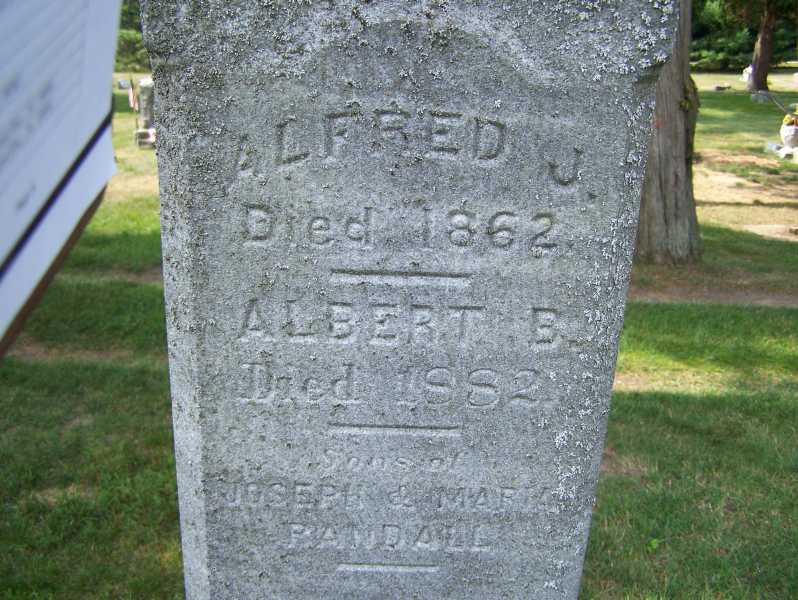 ALFRED J.
Died 1862.
ALBERT B.
Died 1882.
Sons of
JOSEPH & MARIA
RANDALL